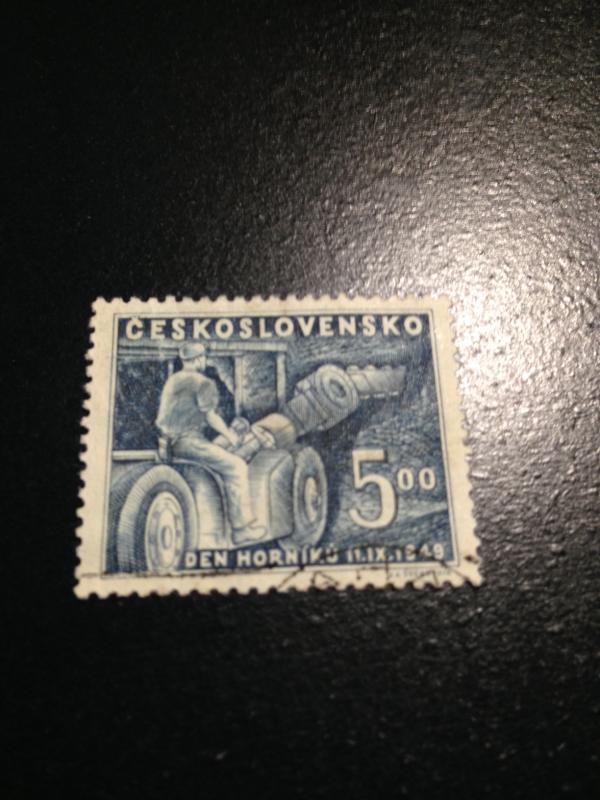 ČESKOSLOVENSKO
5 00
DEN HORNÍKŮ 11.IX.1949